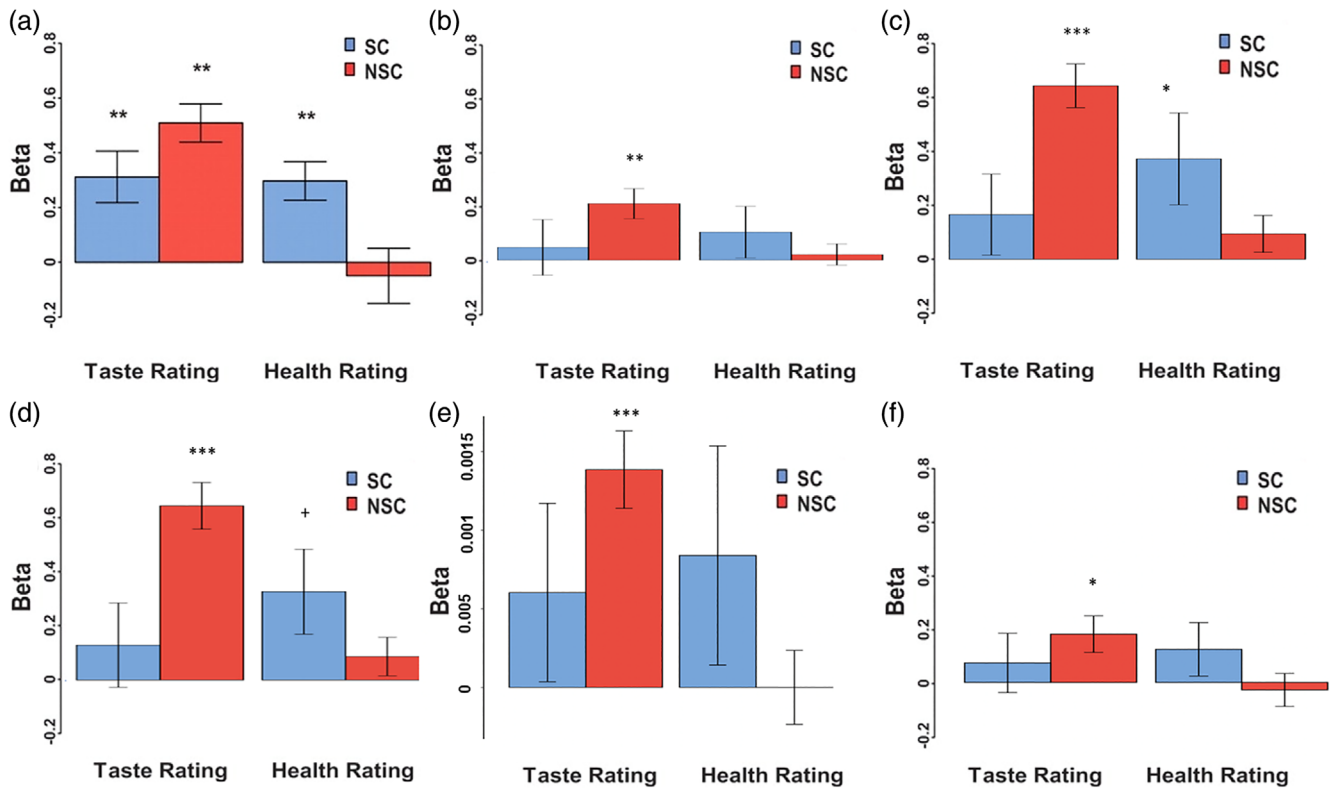 (a)
0.8
0.6
0.4
0.2
0
-0.2
Beta
**
**
**
SC
NSC
Taste Rating
Health Rating
(b)
0.8
0.6
0.4
0.2
0
-0.2
Beta
**
SC
NSC
Taste Rating
Health Rating
(c)
0.8
0.6
0.4
0.2
0
-0.2
Beta
***
*
SC
NSC
Taste Rating
Health Rating
(d)
0.8
0.6
0.4
0.2
0
-0.2
Beta
***
+
SC
NSC
Taste Rating
Health Rating
(e)
0.0015
0.001
0.005
0
Beta
***
SC
NSC
Taste Rating
Health Rating
(f)
0.8
0.6
0.4
0.2
0
-0.2
Beta
*
SC
NSC
Taste Rating
Health Rating